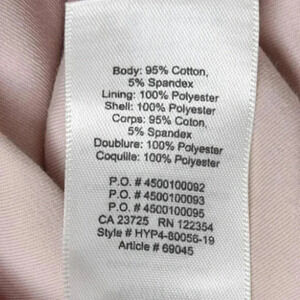 Body: 95% Cotton,
5% Spandex
Lining: 100% Polyester
Shell: 100% Polyester
Corps: 95% Coton,
5% Spandex
Doublure: 100% Polyester
Coquille: 100% Polyester
P.O. # 4500100092
P.O. # 4500100093
P.O. # 4500100095
CA 23725 RN 122354
Style # HYP4-80056-19
Article # 69045